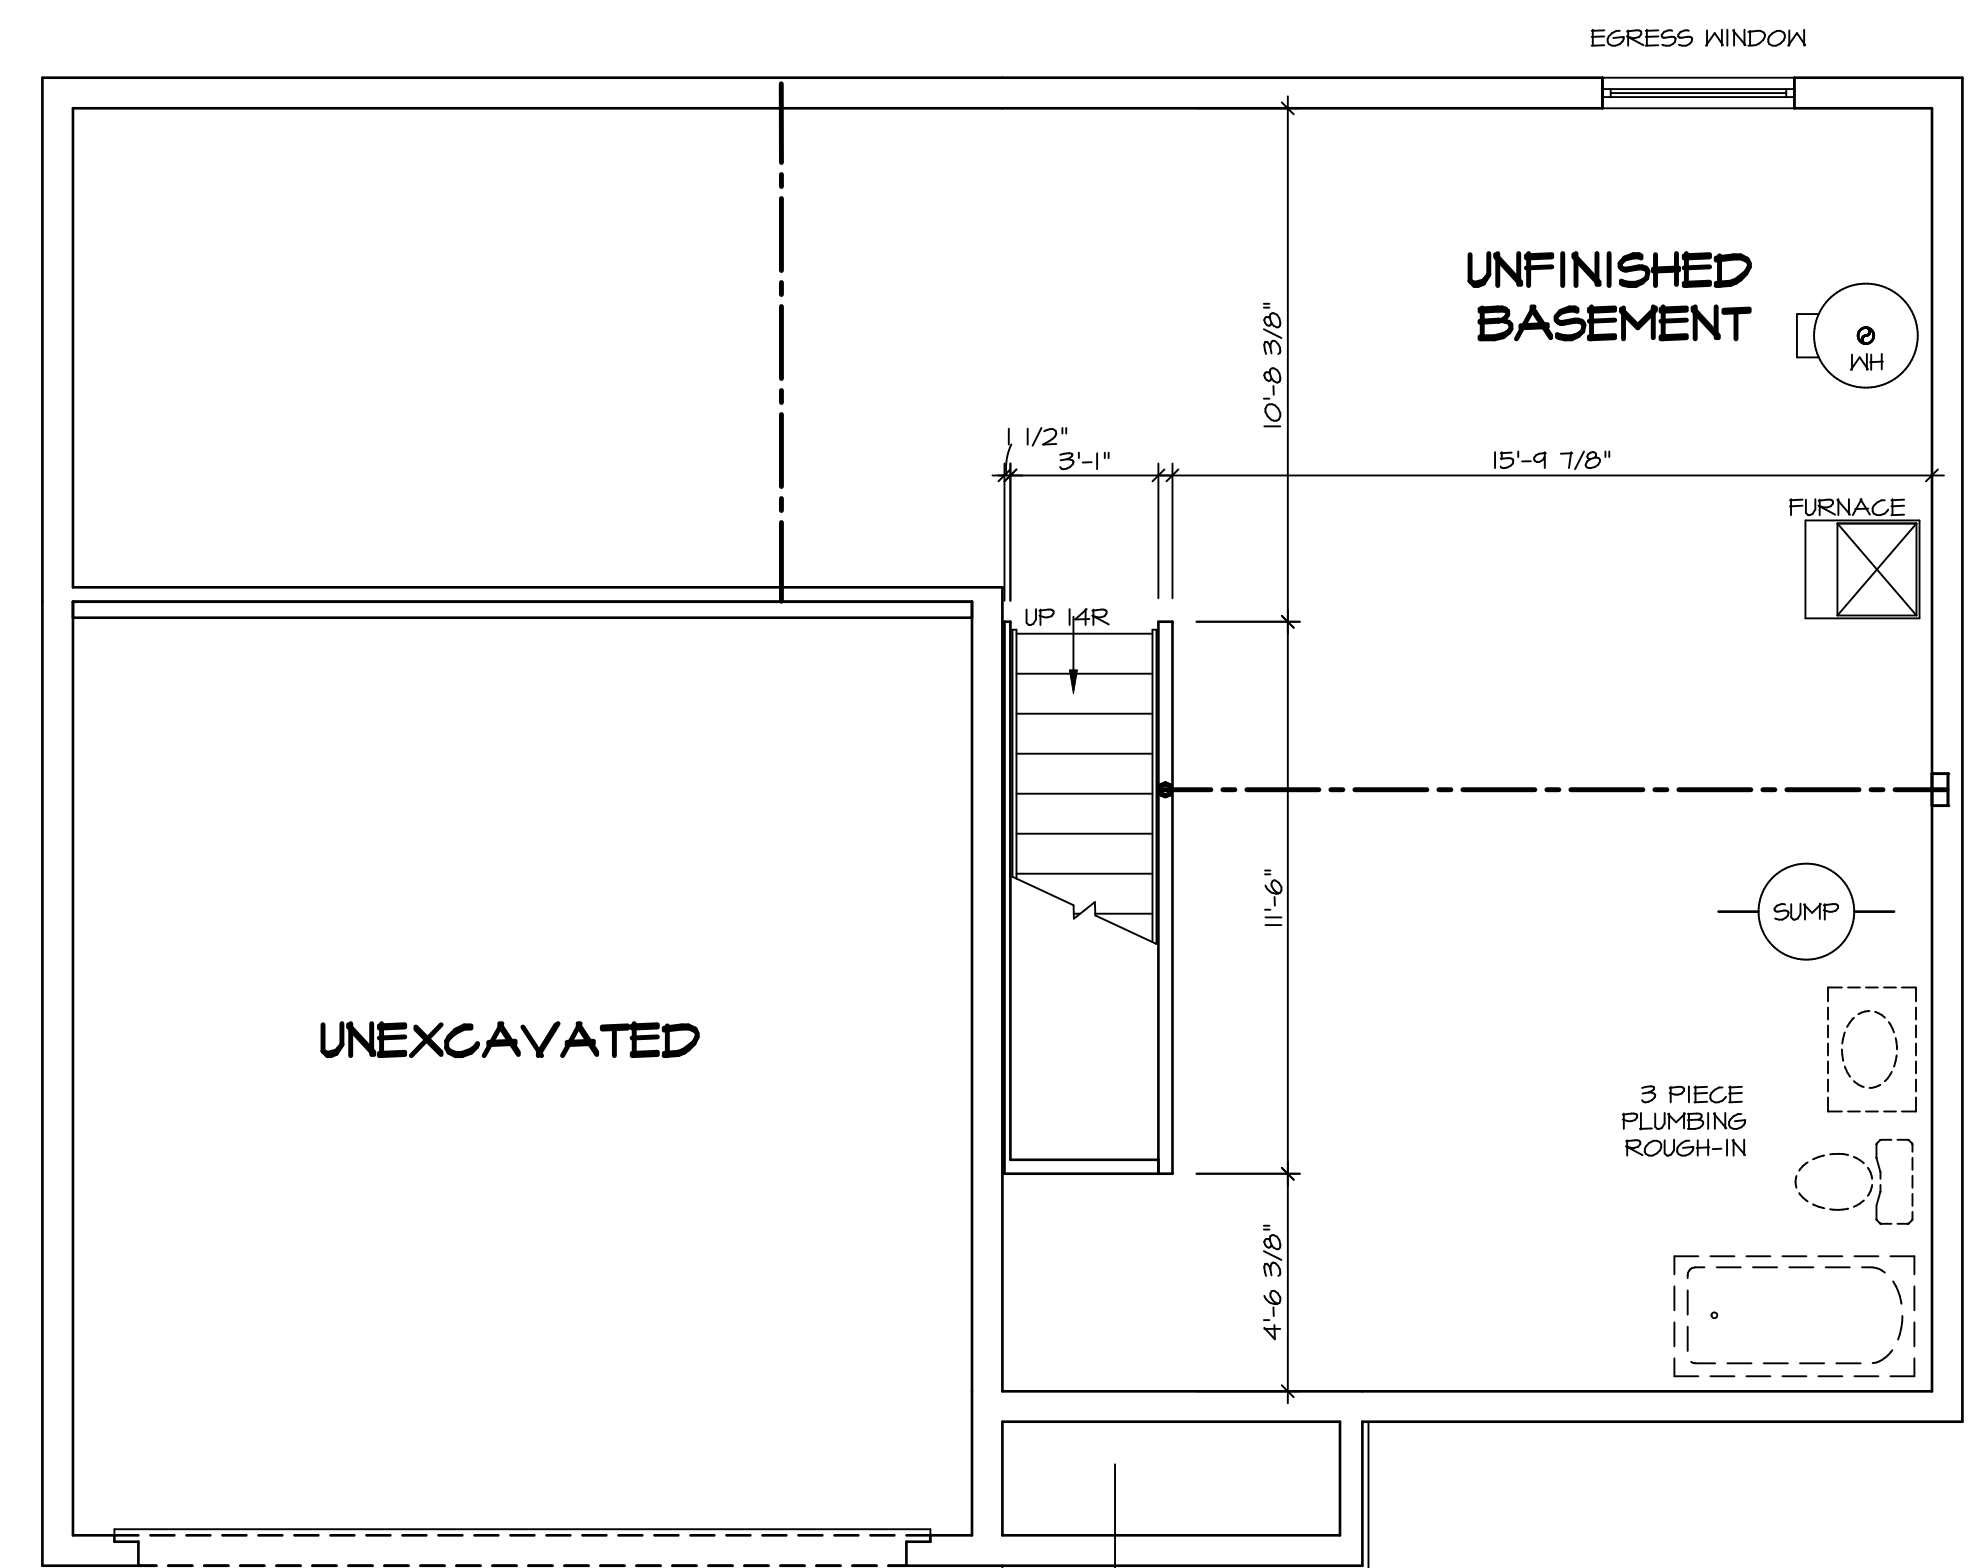 EGRESS WINDOW
UNFINISHED
BASEMENT
WH
10'-8 3/8"
1 1/2"
3'-1"
15'-9 7/8"
FURNACE
UP 14R
11'-6"
SUMP
UNEXCAVATED
3 PIECE
PLUMBING
ROUGH-IN
4'-6 3/8"